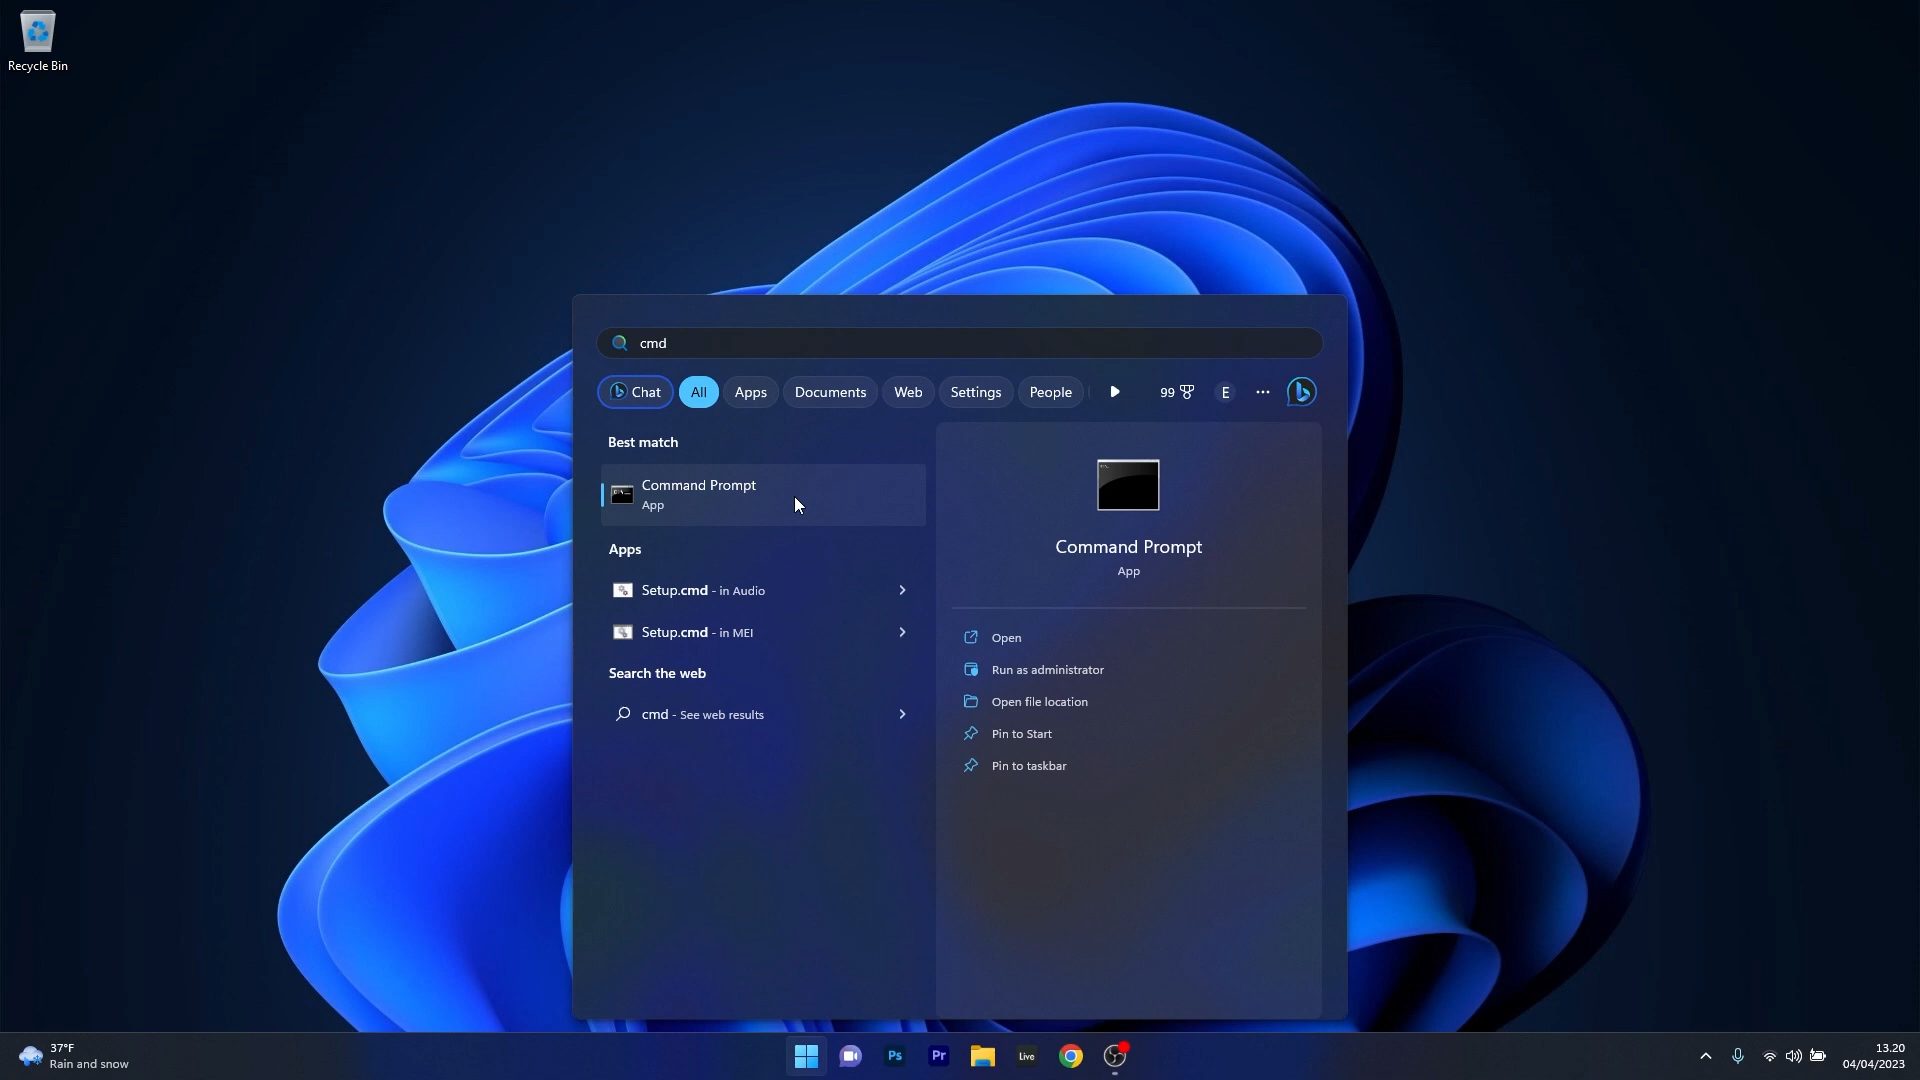 Recycle Bin
cmd
Chat All Apps Documents Web Settings People 99 E
Best match
Command Prompt
App
Apps
Setup.cmd - in Audio
Setup.cmd - in MEI
Search the web
cmd - See web results
Command Prompt
App
Open
Run as administrator
Open file location
Pin to Start
Pin to taskbar
37°F
Rain and snow
Ps
Pr
Live
13.20
04/04/2023